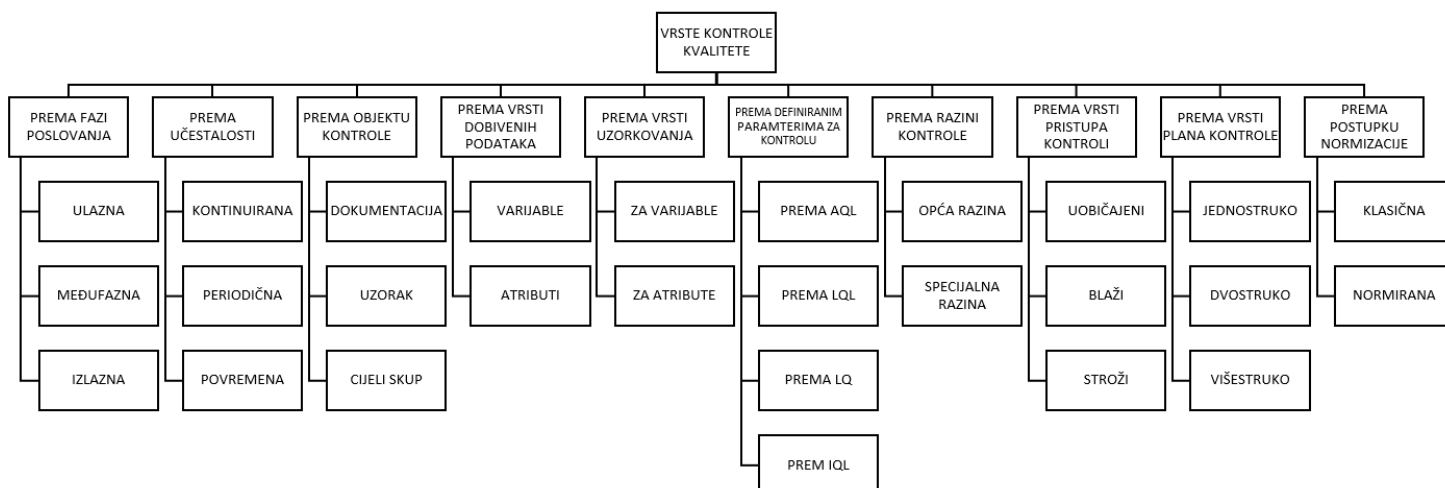 VRSTE KONTROLE
KVALITETE
PREMA FAZI
POSLOVANJA
ULAZNA
MEĐUFAZNA
IZLAZNA
PREMA
UČESTALOSTI
KONTINUIRANA
PERIODIČNA
POVREMENA
PREMA OBJEKTU
KONTROLE
DOKUMENTACIJA
UZORAK
CIJELI SKUP
PREMA VRSTI
DOBIVENIH
PODATAKA
VARIJABLE
ATRIBUTI
PREMA VRSTI
UZORKOVANJA
ZA VARIJABLE
ZA ATRIBUTE
PREMA DEFINIRANIM
PARAMTERIMA ZA
KONTROLU
PREMA AQL
PREMA LQL
PREMA LQ
PREM IQL
PREMA RAZINI
KONTROLE
OPĆA RAZINA
SPECIJALNA
RAZINA
PREMA VRSTI
PRISTUPA
KONTROLI
UOBIČAJENI
BLAŽI
STROŽI
PREMA VRSTI
PLANA KONTROLE
JEDNOSTRUKO
DVOSTRUKO
VIŠESTRUKO
PREMA
POSTUPKU
NORMIZACIJE
KLASIČNA
NORMIRANA